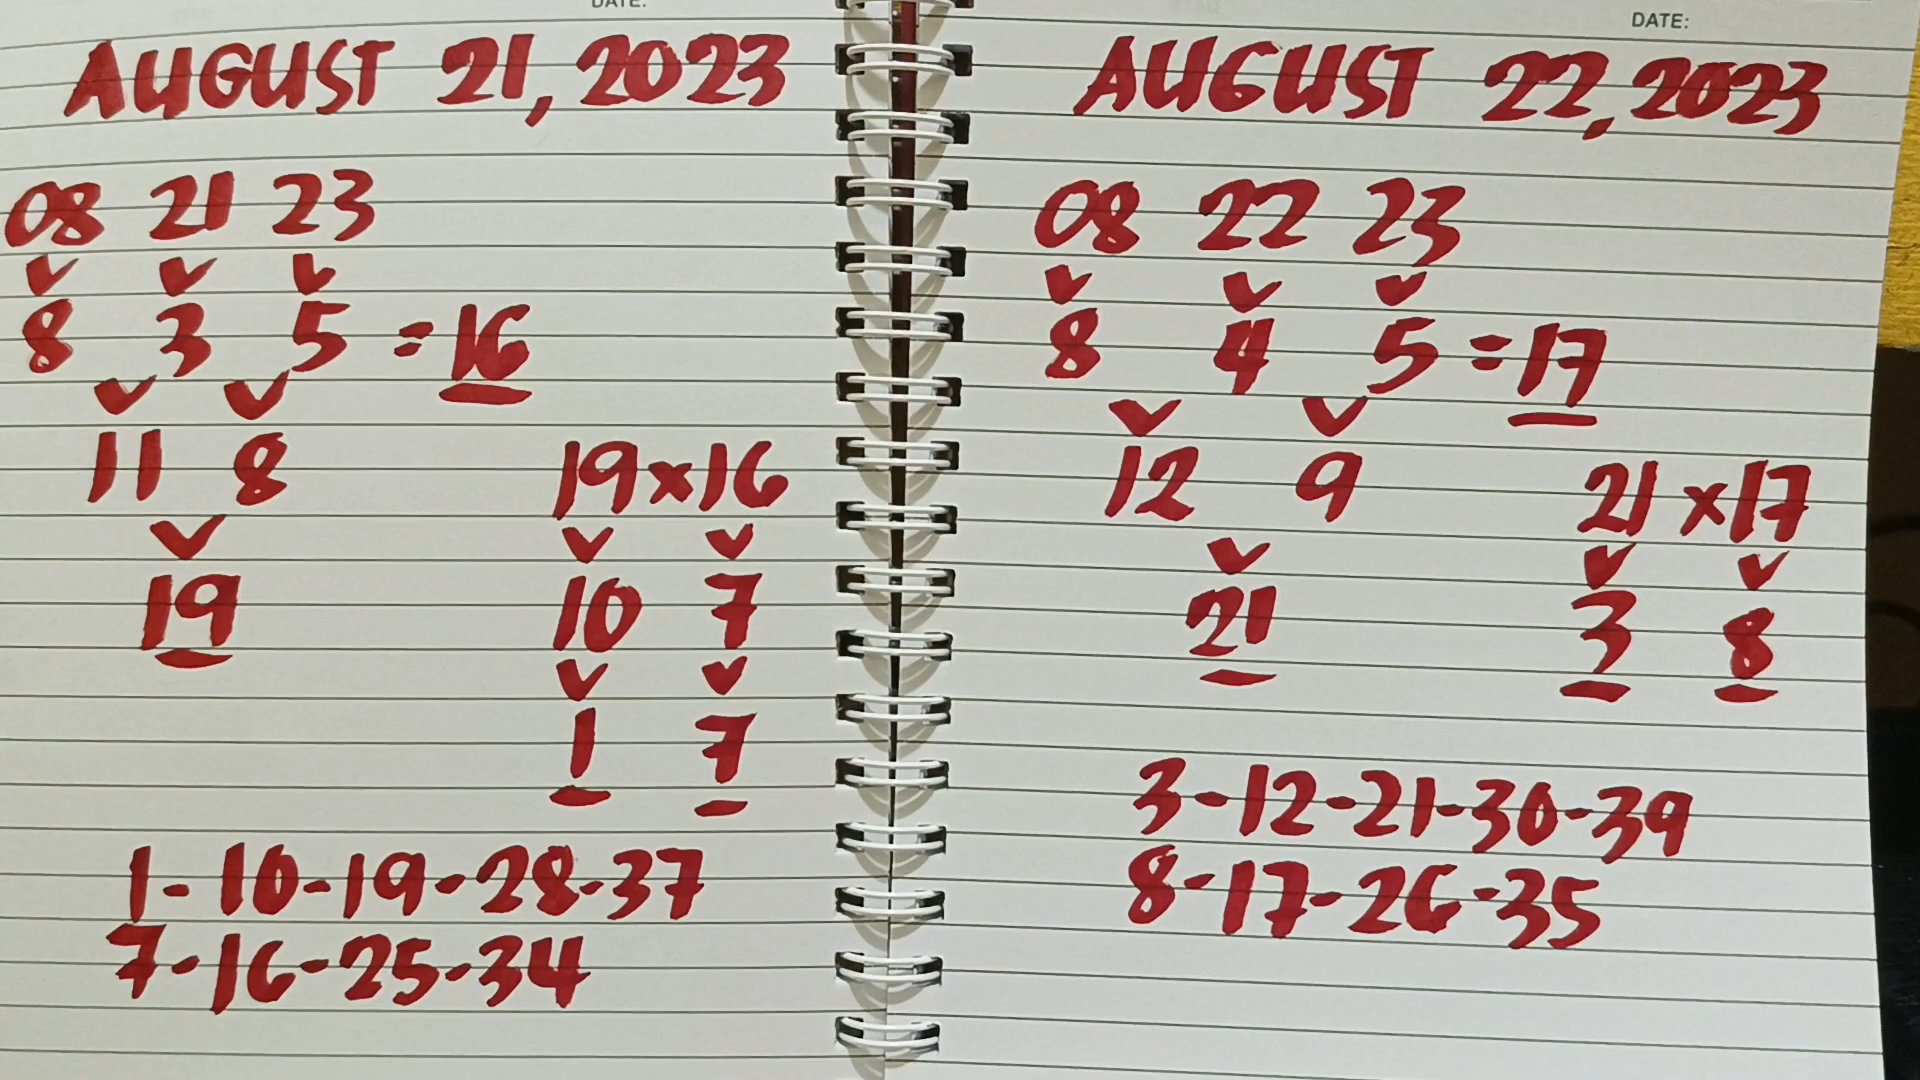 DATE:
AUGUST 21, 2023
08 21 23
8 3 5 = 16
11 8
19x16
19
10 7
1 7
1-10-19-28-37
7-16-25-34
DATE:
AUGUST 22, 2023
08 22 23
8 4 5 = 17
12 9
21 x17
21
3 8
3-12-21-30-39
8-17-26-35